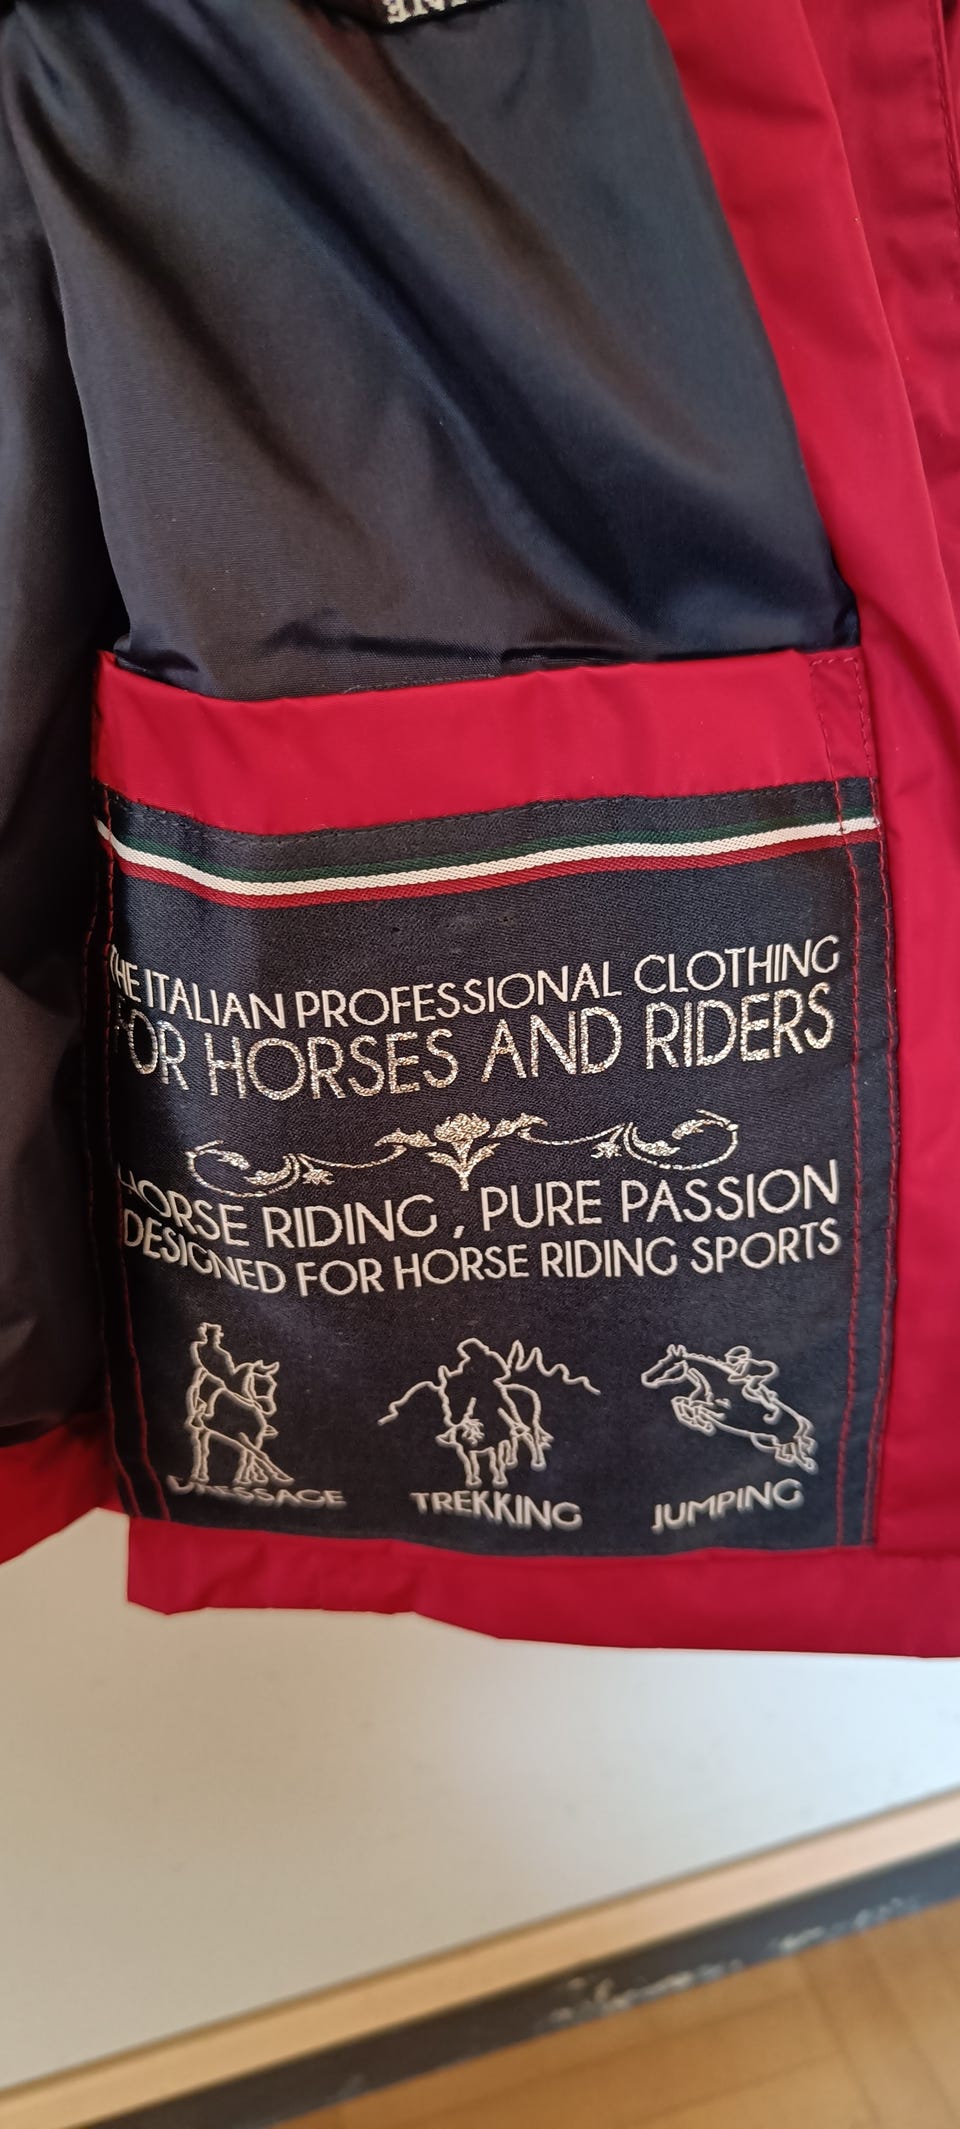 THE ITALIAN PROFESSIONAL CLOTHING
FOR HORSES AND RIDERS
HORSE RIDING, PURE PASSION
DESIGNED FOR HORSE RIDING SPORTS
DRESSAGE TREKKING JUMPING